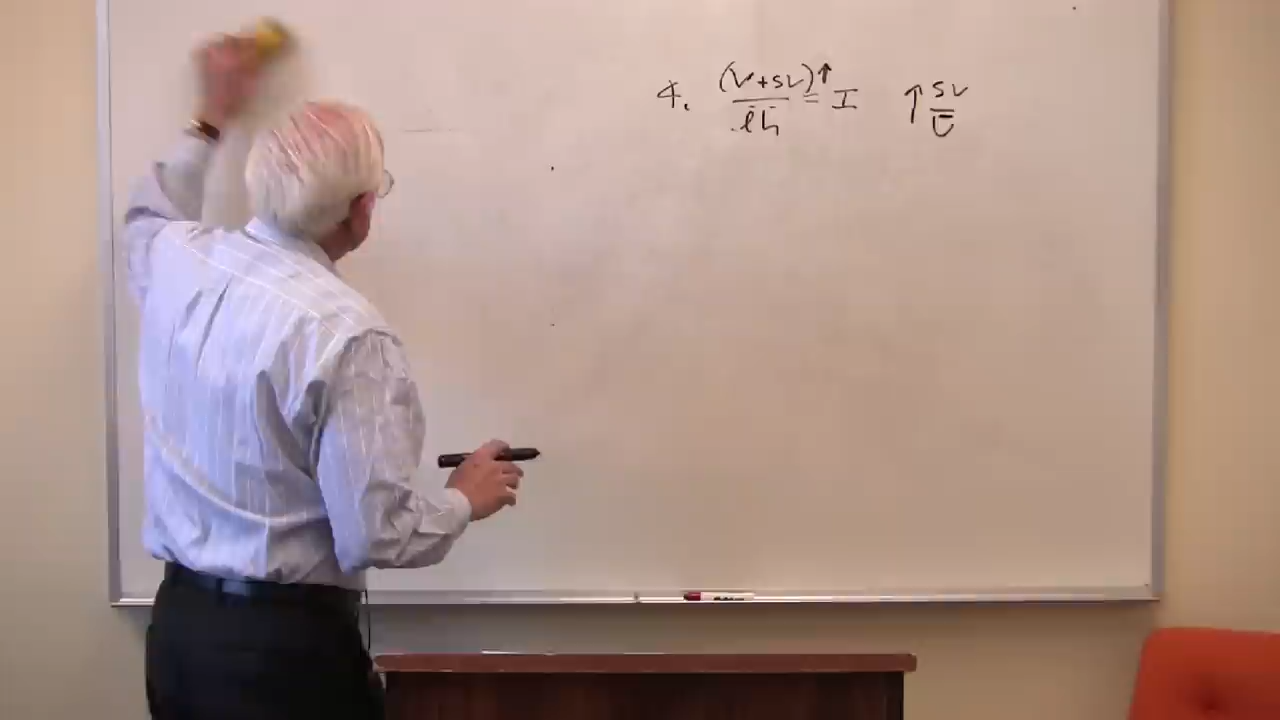 4. (V+SV)↑ / lh = I ↑ SV / V